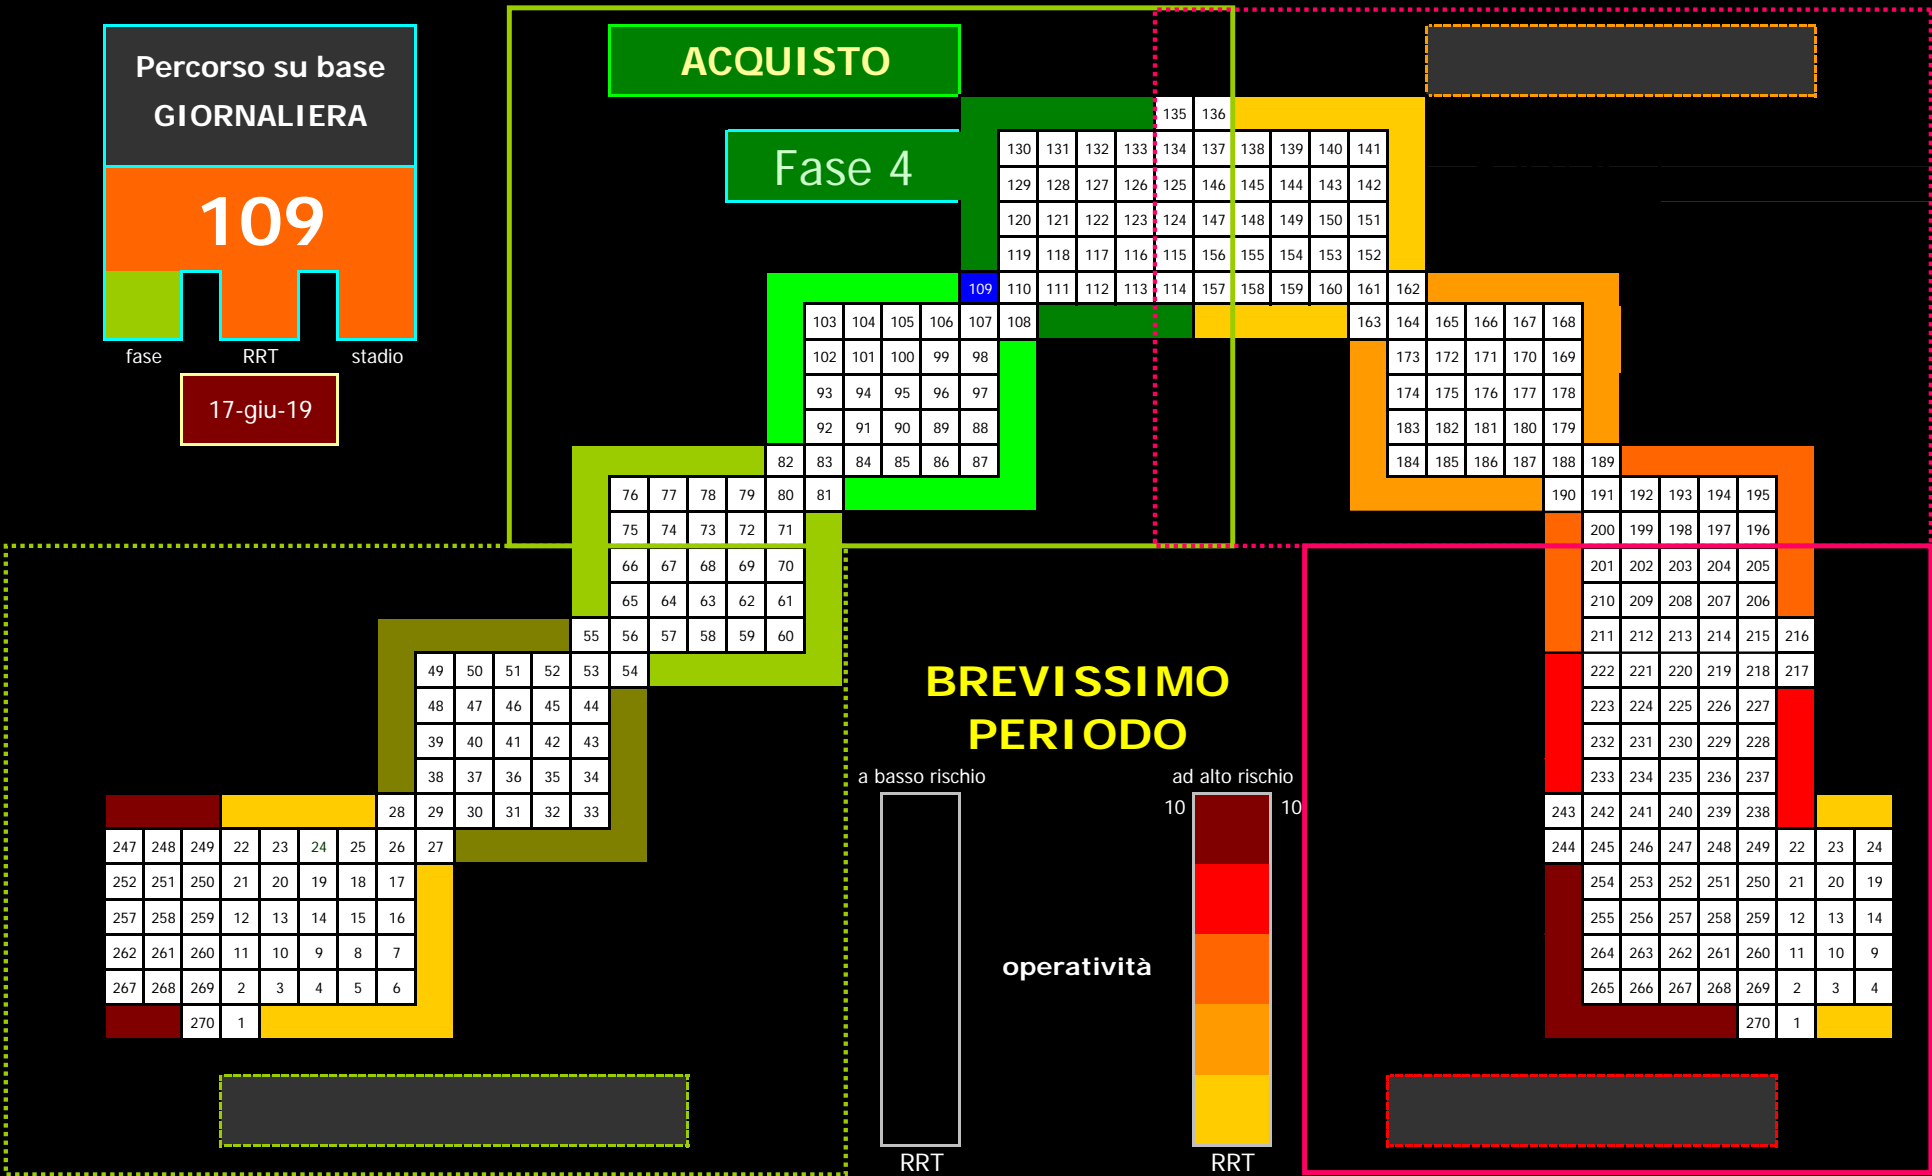 Percorso su base
GIORNALIERA
109
fase RRT stadio
17-giu-19
ACQUISTO
Fase 4
135 136
130 131 132 133 134 137 138 139 140 141
129 128 127 126 125 146 145 144 143 142
120 121 122 123 124 147 148 149 150 151
119 118 117 116 115 156 155 154 153 152
109 110 111 112 113 114 157 158 159 160 161 162
103 104 105 106 107 108 163 164 165 166 167 168
102 101 100 99 98 173 172 171 170 169
93 94 95 96 97 174 175 176 177 178
92 91 90 89 88 183 182 181 180 179
82 83 84 85 86 87 184 185 186 187 188 189
76 77 78 79 80 81 190 191 192 193 194 195
75 74 73 72 71 200 199 198 197 196
66 67 68 69 70 201 202 203 204 205
65 64 63 62 61 210 209 208 207 206
55 56 57 58 59 60 211 212 213 214 215 216
49 50 51 52 53 54 222 221 220 219 218 217
48 47 46 45 44 223 224 225 226 227
39 40 41 42 43 232 231 230 229 228
38 37 36 35 34 233 234 235 236 237
28 29 30 31 32 33 243 242 241 240 239 238
247 248 249 22 23 24 25 26 27 244 245 246 247 248 249 22 23 24
252 251 250 21 20 19 18 17 254 253 252 251 250 21 20 19
257 258 259 12 13 14 15 16 255 256 257 258 259 12 13 14
262 261 260 11 10 9 8 7 264 263 262 261 260 11 10 9
267 268 269 2 3 4 5 6 265 266 267 268 269 2 3 4
270 1 270 1
BREVISSIMO
PERIODO
a basso rischio ad alto rischio
10 10
operatività
RRT RRT